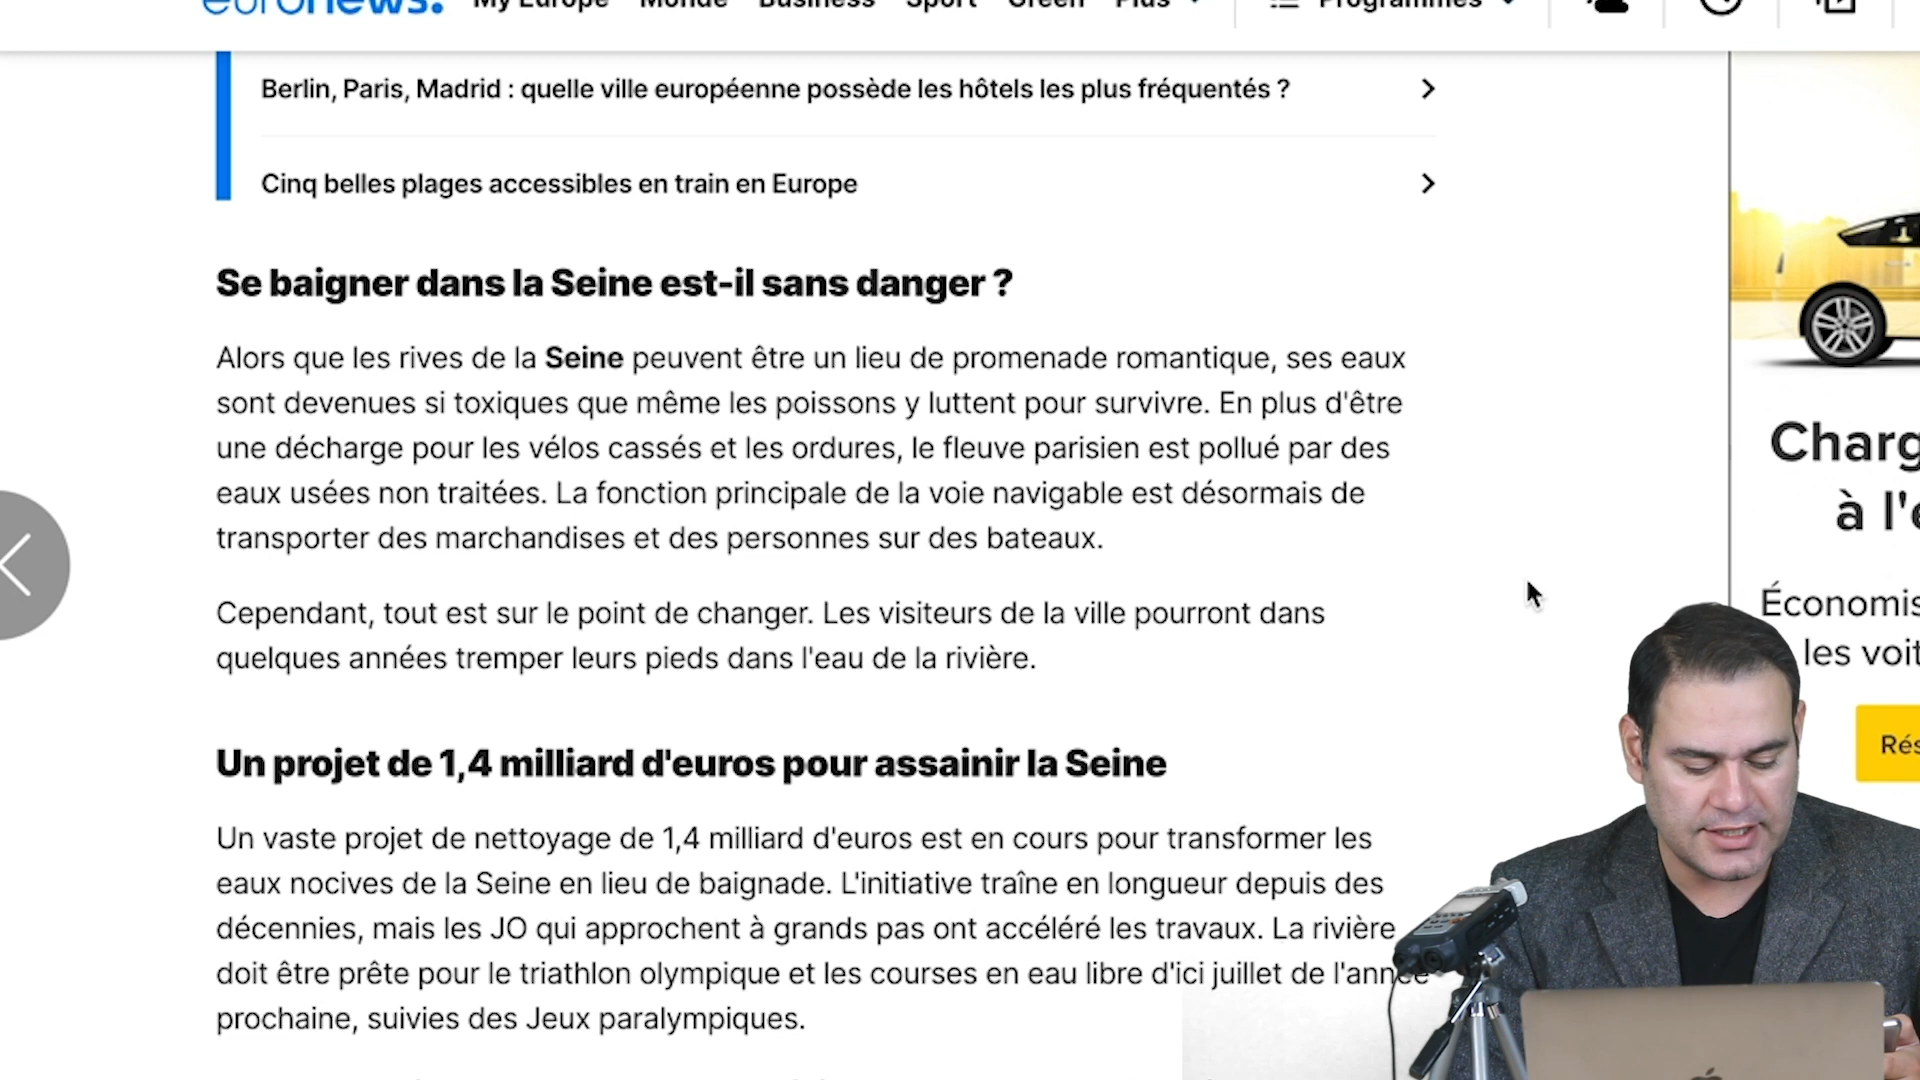 euronews. My Europe Monde Business Sport Green Plus Programmes
Berlin, Paris, Madrid : quelle ville européenne possède les hôtels les plus fréquentés ?
Cinq belles plages accessibles en train en Europe
Se baigner dans la Seine est-il sans danger ?
Alors que les rives de la Seine peuvent être un lieu de promenade romantique, ses eaux
sont devenues si toxiques que même les poissons y luttent pour survivre. En plus d'être
une décharge pour les vélos cassés et les ordures, le fleuve parisien est pollué par des
eaux usées non traitées. La fonction principale de la voie navigable est désormais de
transporter des marchandises et des personnes sur des bateaux.
Cependant, tout est sur le point de changer. Les visiteurs de la ville pourront dans
quelques années tremper leurs pieds dans l'eau de la rivière.
Un projet de 1,4 milliard d'euros pour assainir la Seine
Un vaste projet de nettoyage de 1,4 milliard d'euros est en cours pour transformer les
eaux nocives de la Seine en lieu de baignade. L'initiative traîne en longueur depuis des
décennies, mais les JO qui approchent à grands pas ont accéléré les travaux. La rivière
doit être prête pour le triathlon olympique et les courses en eau libre d'ici juillet de l'année
prochaine, suivies des Jeux paralympiques.
Charg
à l'é
Économis
les voit
Rés